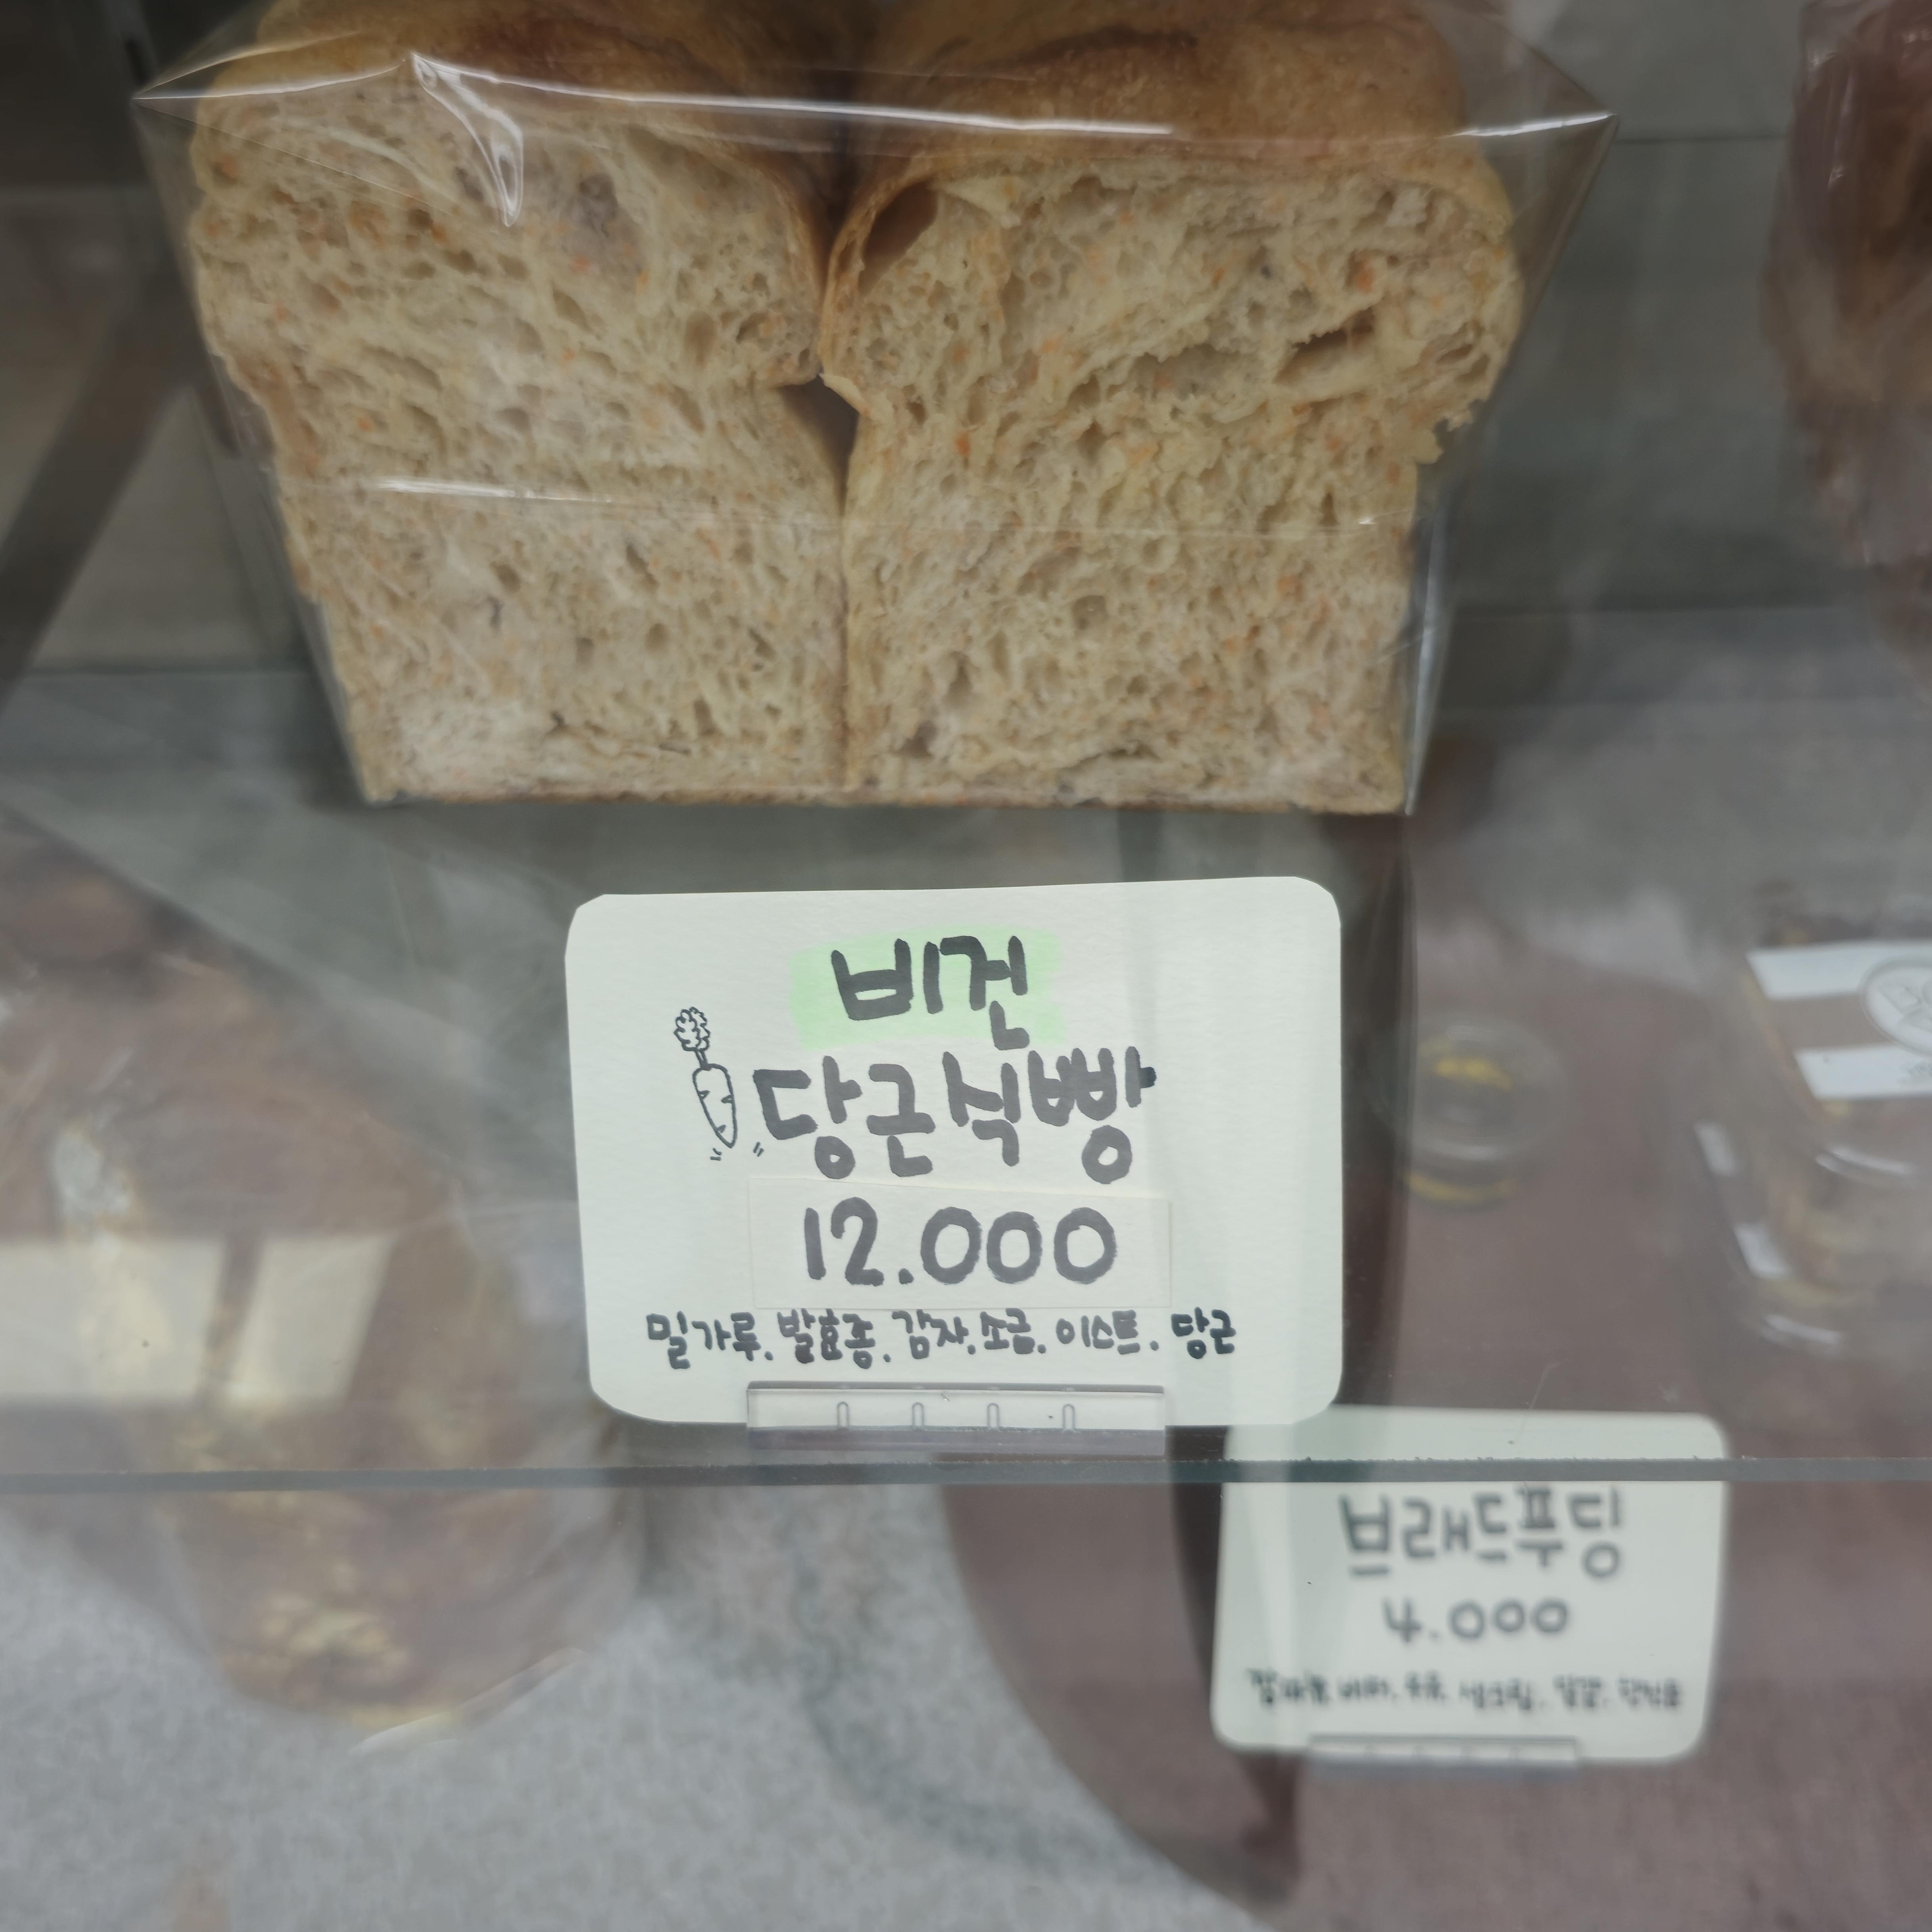 비건
당근식빵
12.000
밀가루. 발효종. 감자. 소금. 이스트. 당근
브래드푸딩
4.000